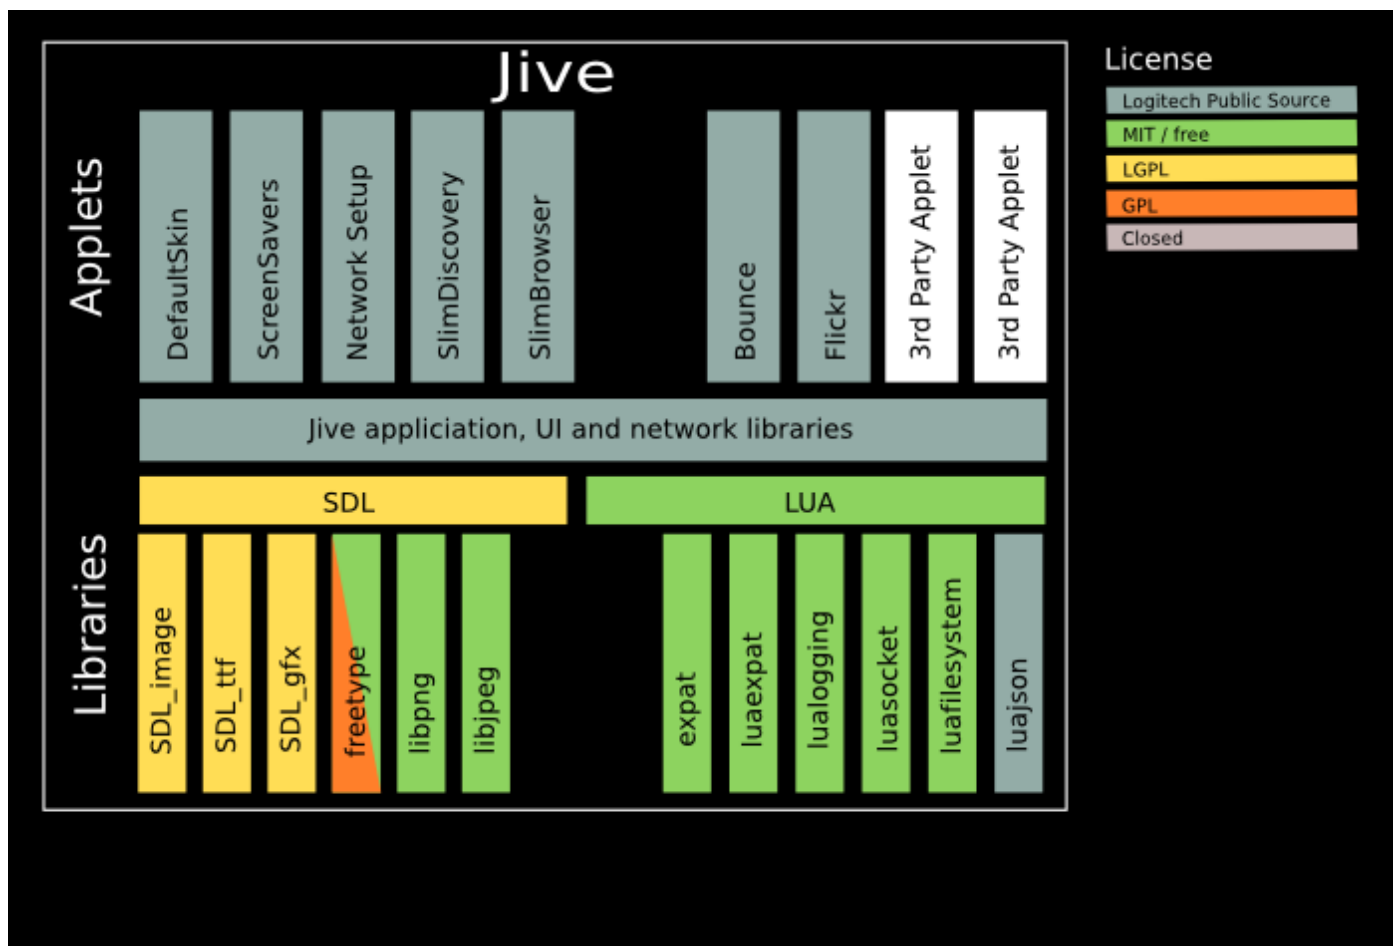 Jive
License
Logitech Public Source
MIT / free
LGPL
GPL
Closed
Applets
DefaultSkin
ScreenSavers
Network Setup
SlimDiscovery
SlimBrowser
Bounce
Flickr
3rd Party Applet
3rd Party Applet
Jive appliciation, UI and network libraries
SDL
LUA
Libraries
SDL_image
SDL_ttf
SDL_gfx
freetype
libpng
libjpeg
expat
luaexpat
lualogging
luasocket
luafilesystem
luajson